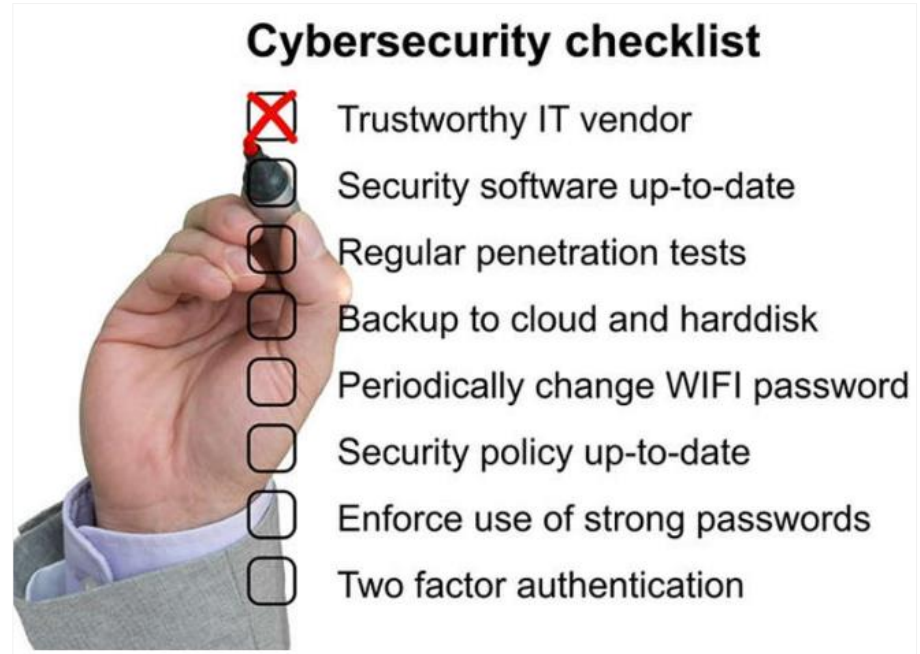 Cybersecurity checklist
Trustworthy IT vendor
Security software up-to-date
Regular penetration tests
Backup to cloud and harddisk
Periodically change WIFI password
Security policy up-to-date
Enforce use of strong passwords
Two factor authentication